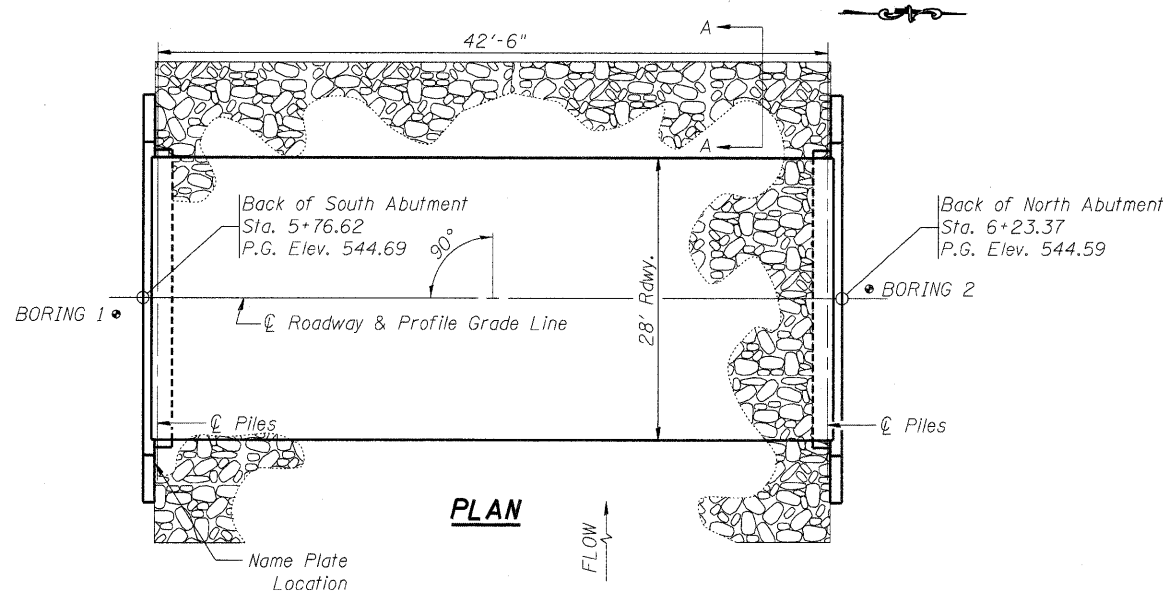 A
42'-6"
A
Back of South Abutment
Sta. 5+76.62
P.G. Elev. 544.69
90°
28' Rdwy.
Back of North Abutment
Sta. 6+23.37
P.G. Elev. 544.59
BORING 1
BORING 2
℄ Roadway & Profile Grade Line
℄ Piles
℄ Piles
PLAN
FLOW
Name Plate
Location